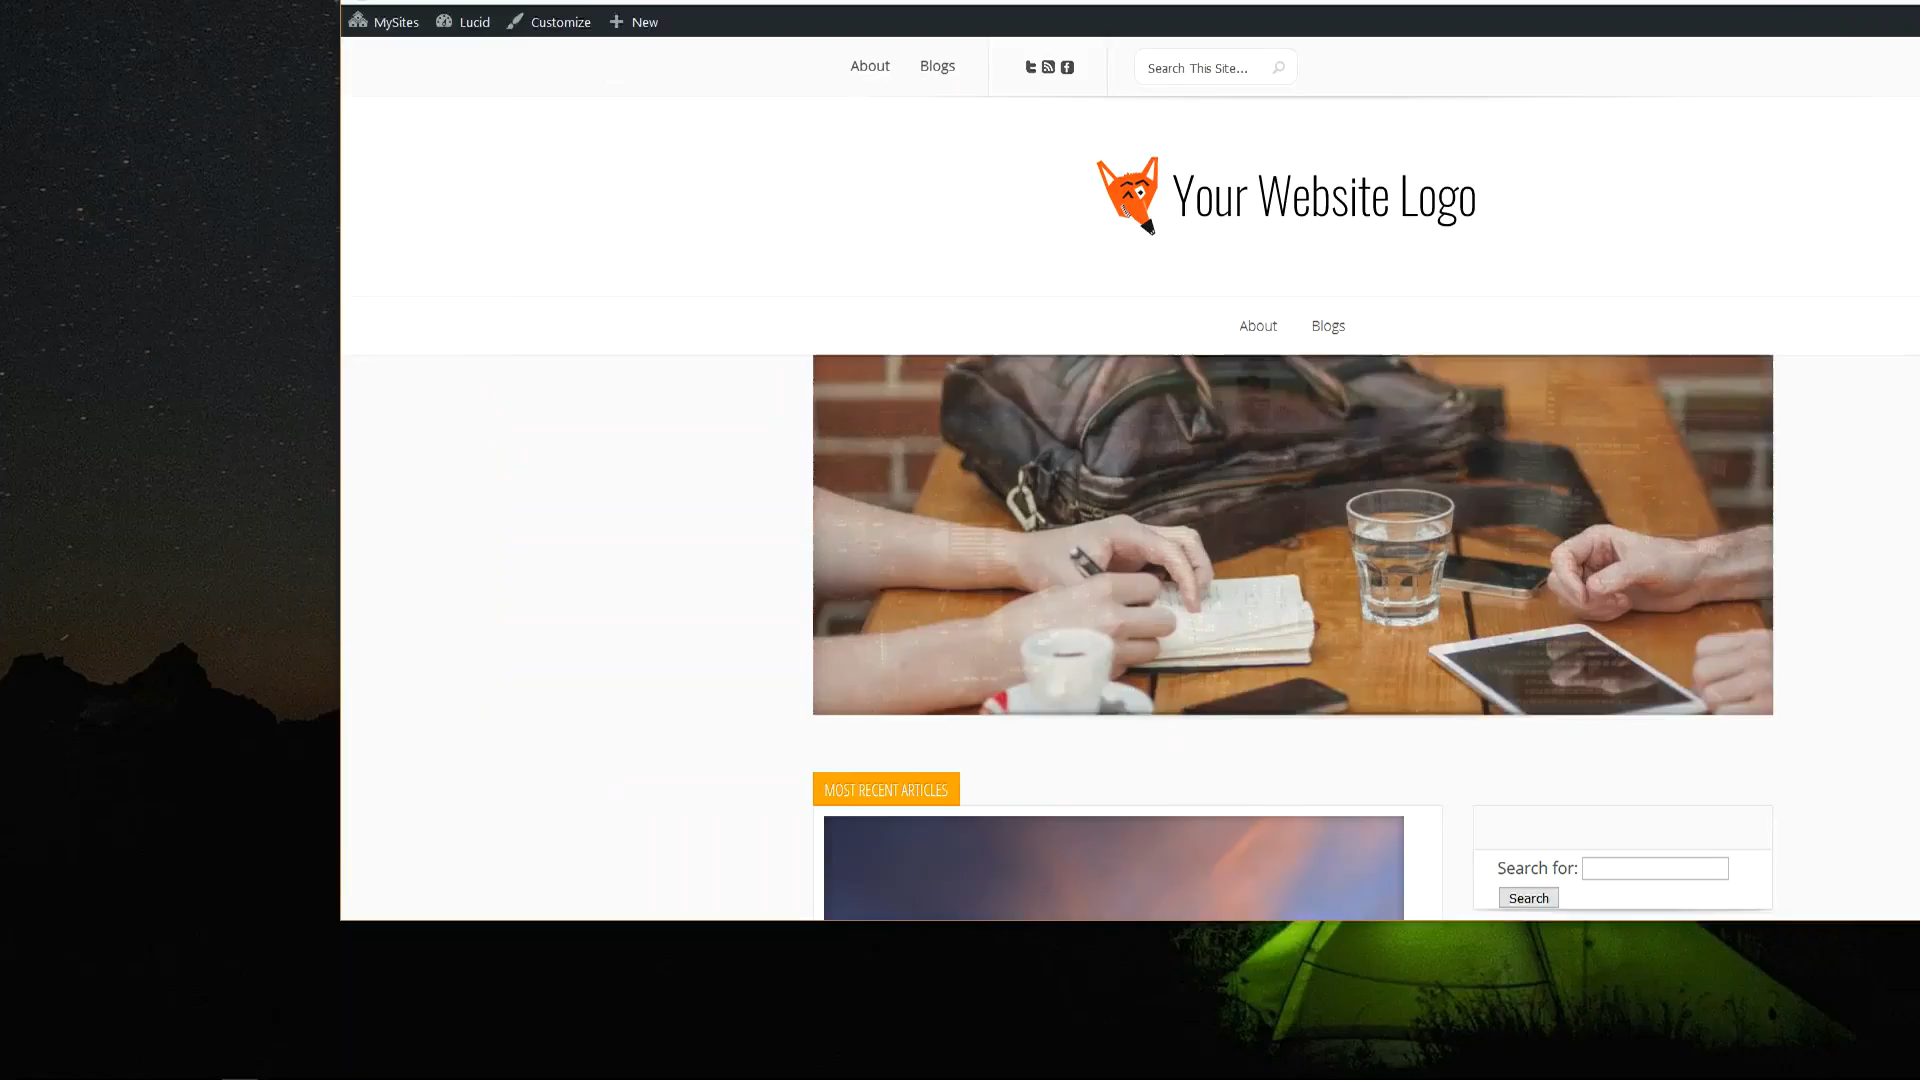 MySites Lucid Customize New
About Blogs Search This Site...
Your Website Logo
About Blogs
MOST RECENT ARTICLES
Search for:
Search